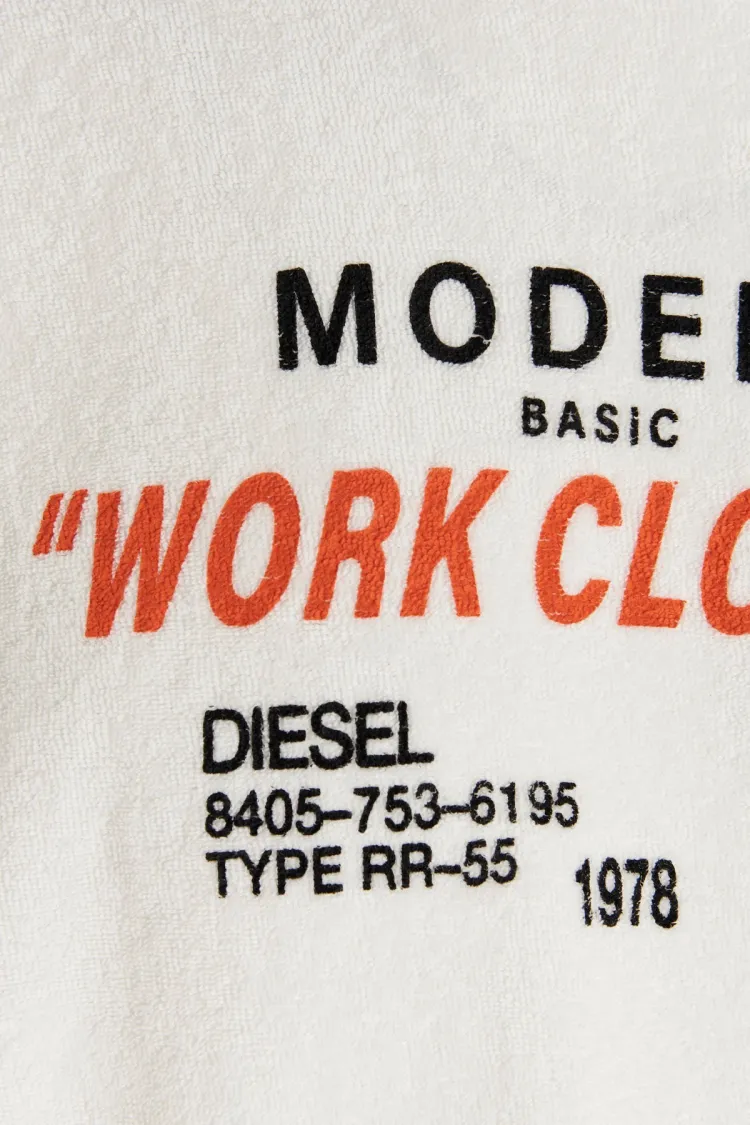 MODE
BASIC
"WORK CLO
DIESEL
8405-753-6195
TYPE RR-55
1978